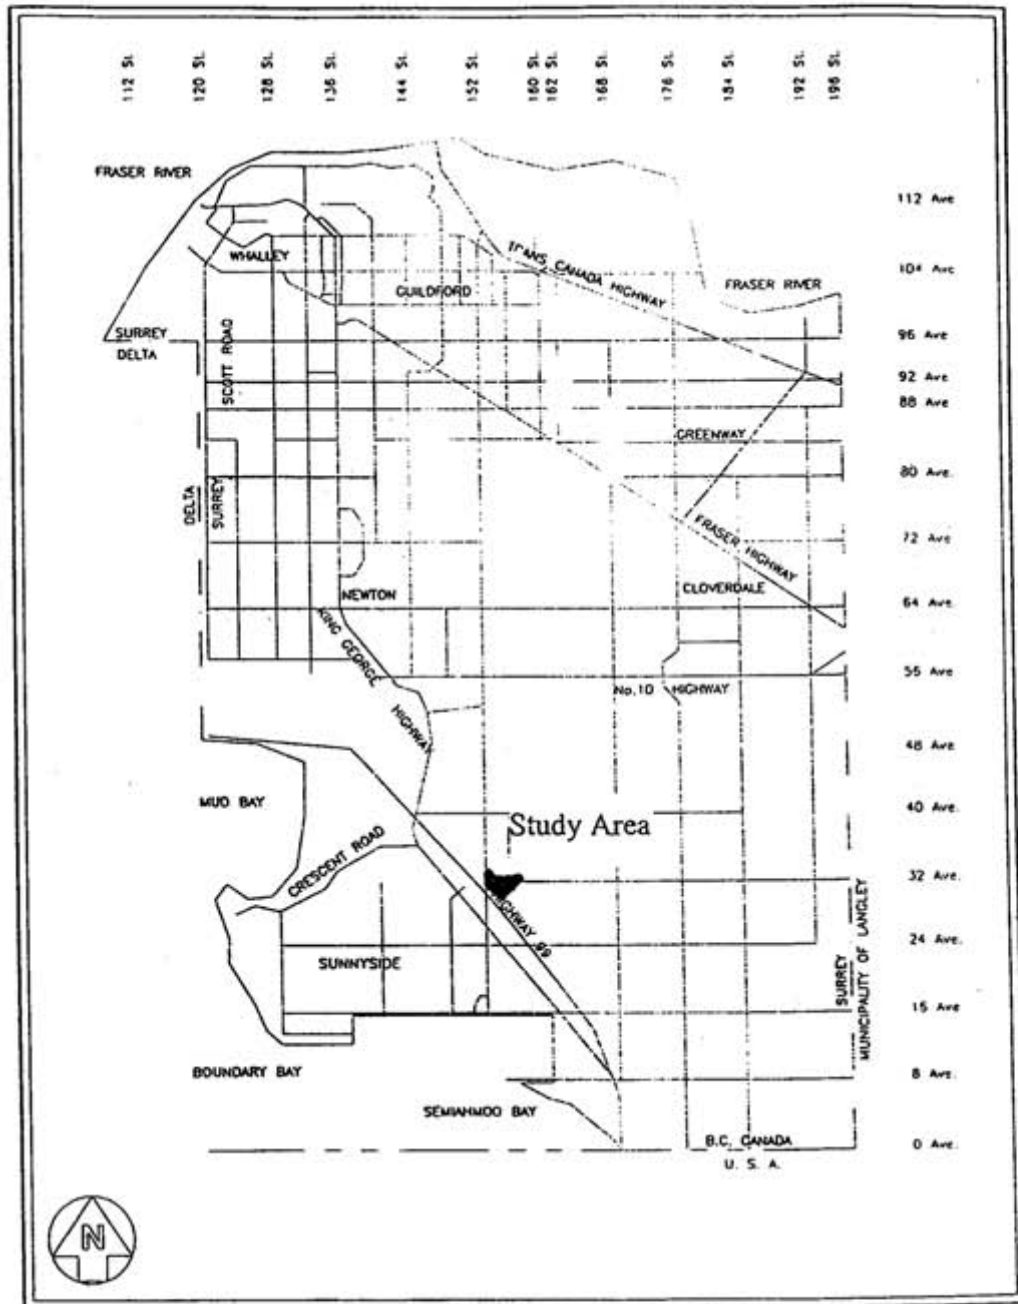 112 St.
120 St.
128 St.
136 St.
144 St.
152 St.
160 St.
162 St.
168 St.
176 St.
184 St.
192 St.
196 St.
FRASER RIVER
112 Ave
WHALLEY
TRANS CANADA HIGHWAY
104 Ave
GUILDFORD
FRASER RIVER
SURREY
DELTA
96 Ave
SCOTT ROAD
92 Ave
88 Ave
GREENWAY
80 Ave.
DELTA
SURREY
FRASER HIGHWAY
72 Ave
NEWTON
CLOVERDALE
64 Ave.
KING GEORGE
HIGHWAY
55 Ave
No.10 HIGHWAY
48 Ave
MUD BAY
40 Ave.
Study Area
CRESCENT ROAD
32 Ave.
HIGHWAY 99
24 Ave.
SUNNYSIDE
SURREY
MUNICIPALITY OF LANGLEY
15 Ave
BOUNDARY BAY
8 Ave.
SEMIAHMOO BAY
B.C. CANADA
0 Ave.
U. S. A.
N